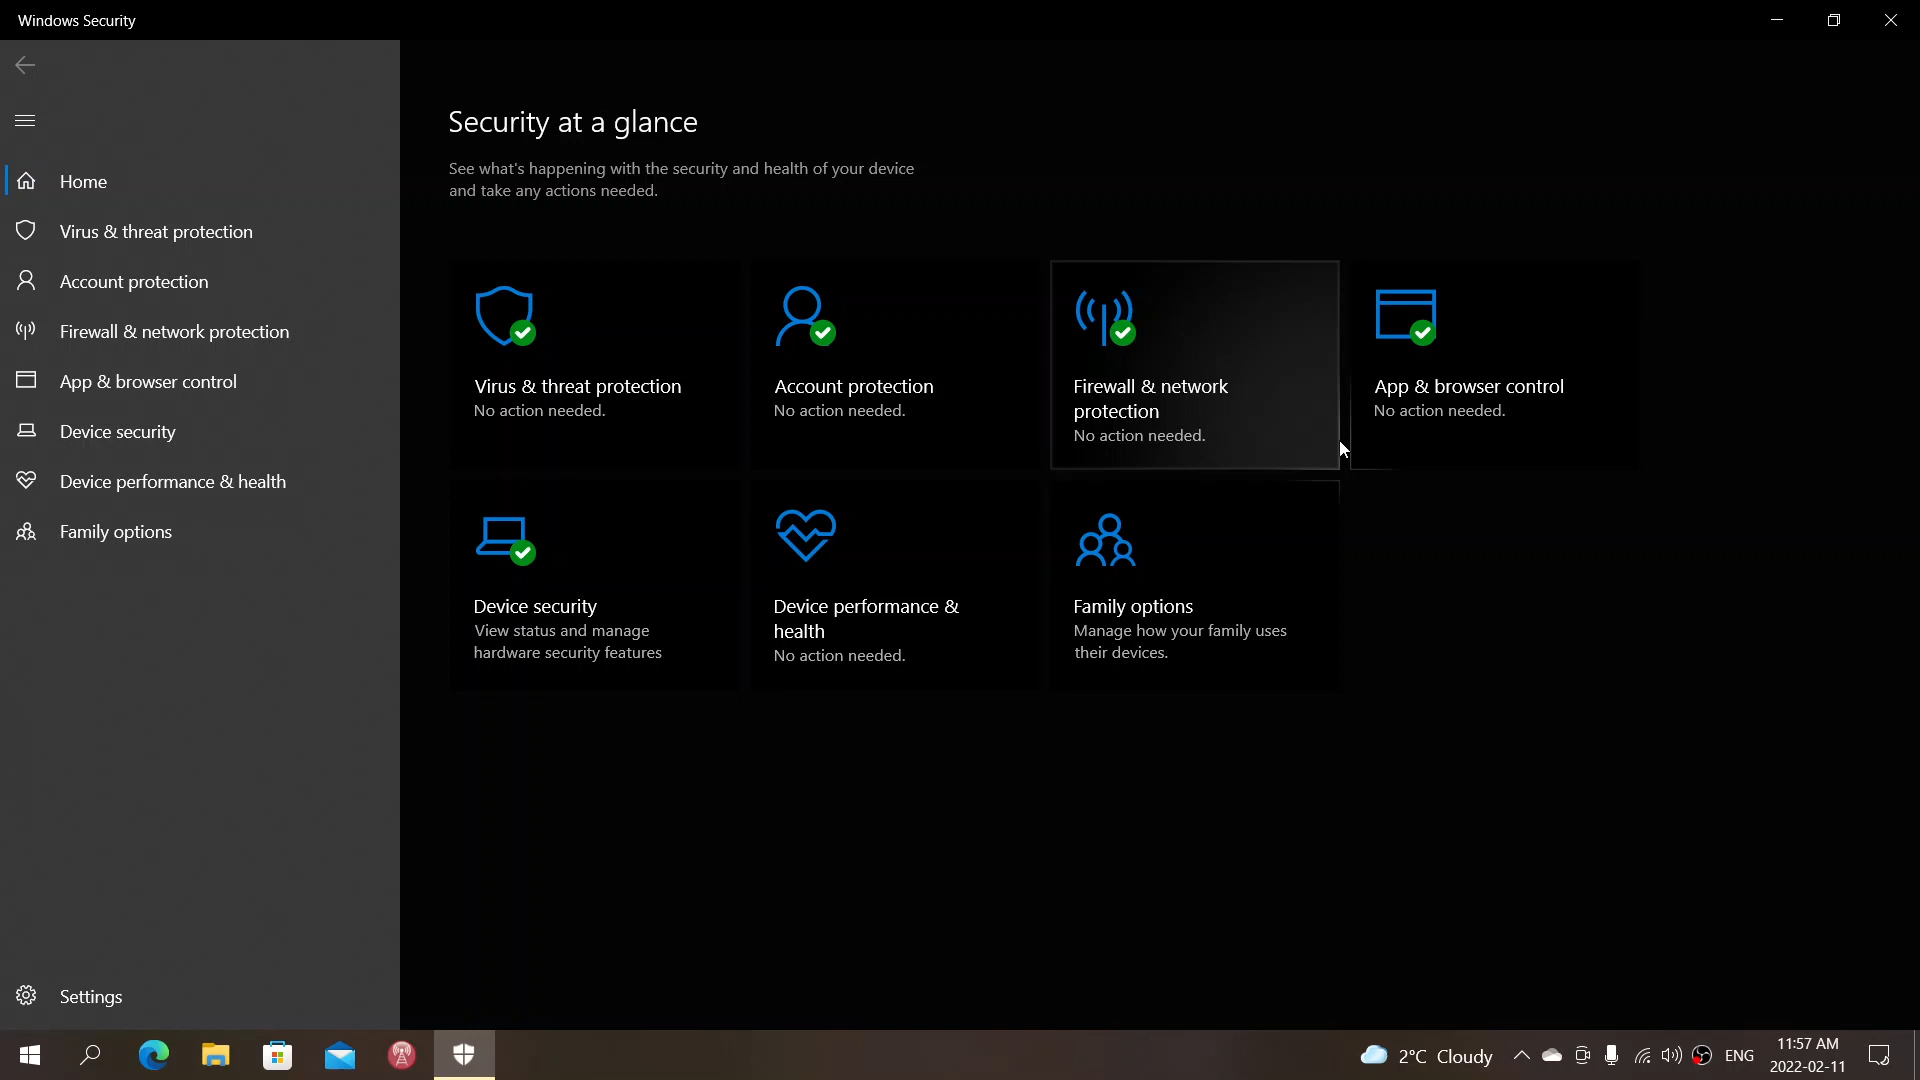 Windows Security
Home
Virus & threat protection
Account protection
Firewall & network protection
App & browser control
Device security
Device performance & health
Family options
Settings
Security at a glance
See what's happening with the security and health of your device
and take any actions needed.
Virus & threat protection
No action needed.
Account protection
No action needed.
Firewall & network
protection
No action needed.
App & browser control
No action needed.
Device security
View status and manage
hardware security features
Device performance &
health
No action needed.
Family options
Manage how your family uses
their devices.
2°C Cloudy
ENG
11:57 AM
2022-02-11